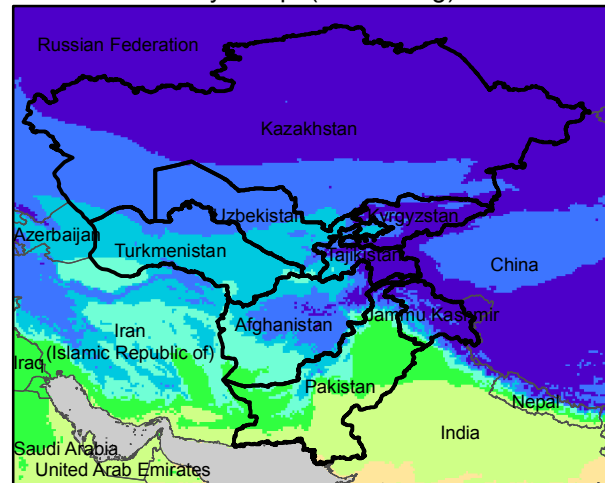 Russian Federation
Kazakhstan
Uzbekistan
Kyrgyzstan
Azerbaijan
Turkmenistan
Tajikistan
China
Jammu Kashmir
Afghanistan
Iran
(Islamic Republic of)
Iraq
Pakistan
Nepal
India
Saudi Arabia
United Arab Emirates